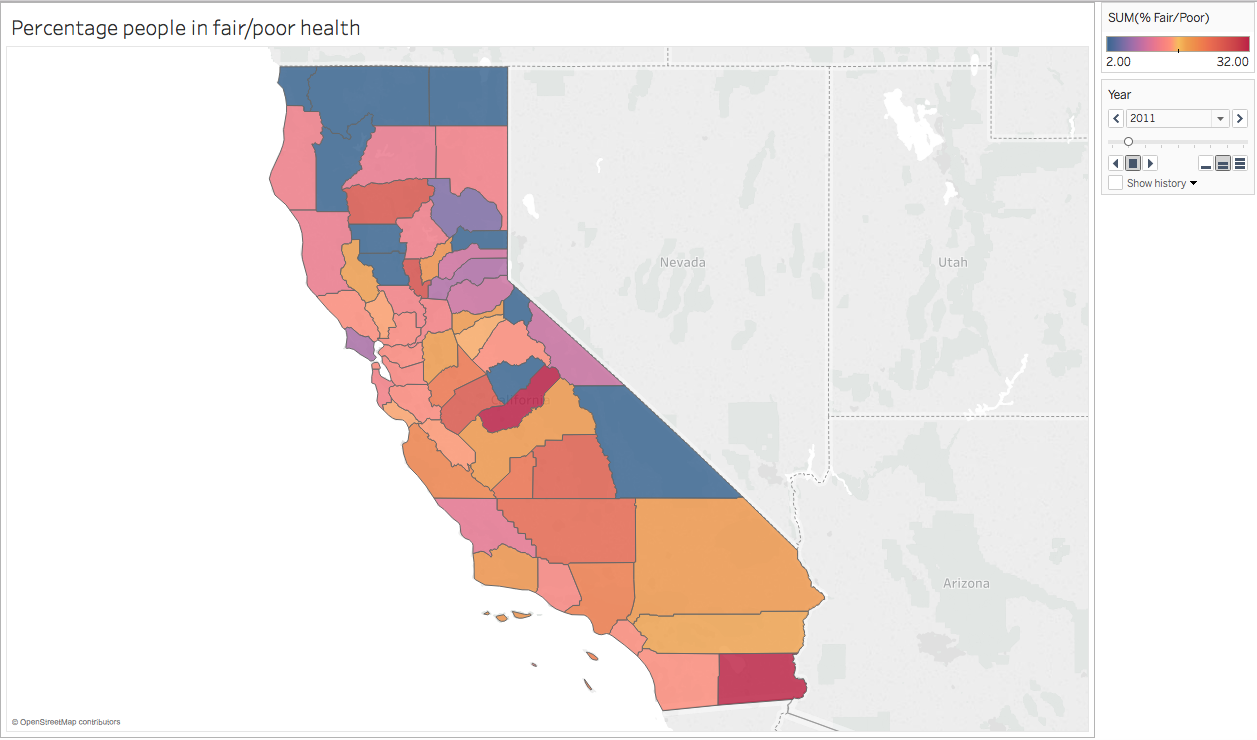 Percentage people in fair/poor health
SUM(% Fair/Poor)
2.00 32.00
Year
2011
Show history
Nevada
Utah
California
Arizona
© OpenStreetMap contributors